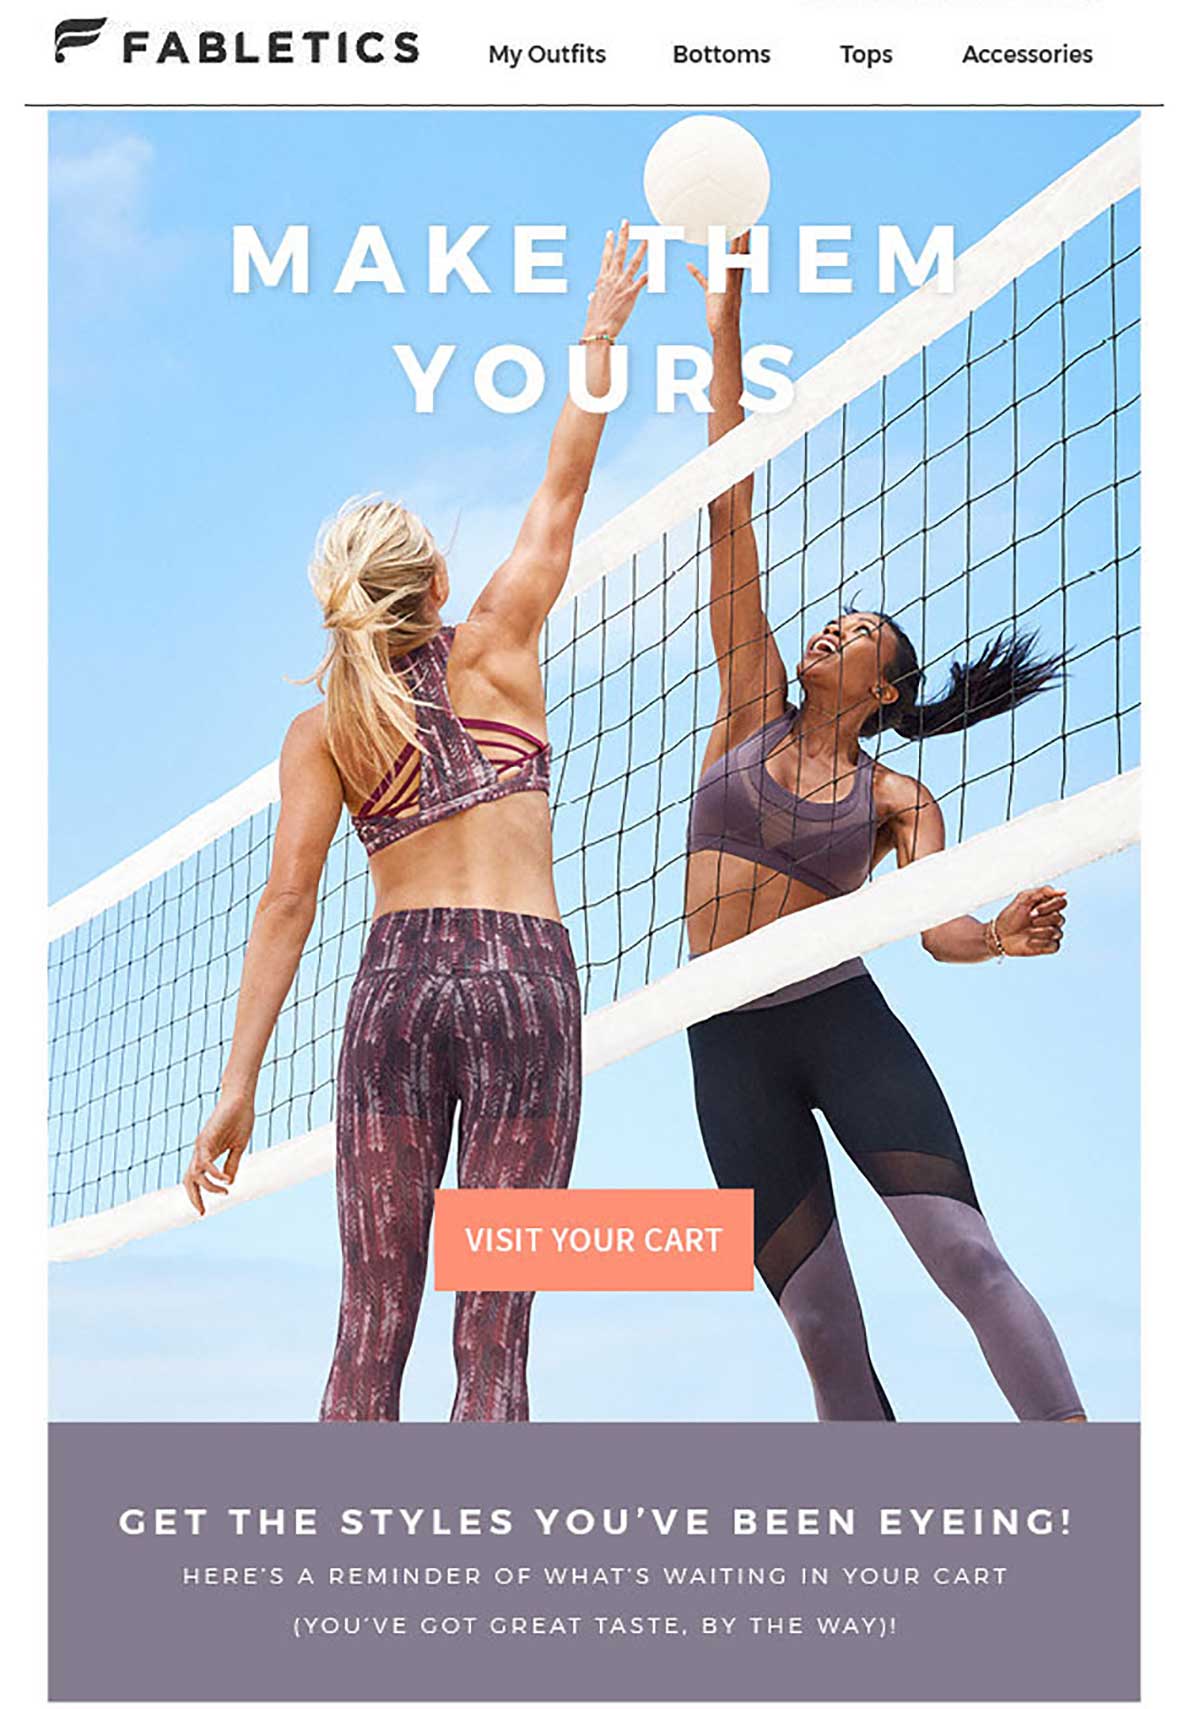 FABLETICS
My Outfits Bottoms Tops Accessories
MAKE THEM
YOURS
VISIT YOUR CART
GET THE STYLES YOU'VE BEEN EYEING!
HERE'S A REMINDER OF WHAT'S WAITING IN YOUR CART
(YOU'VE GOT GREAT TASTE, BY THE WAY)!